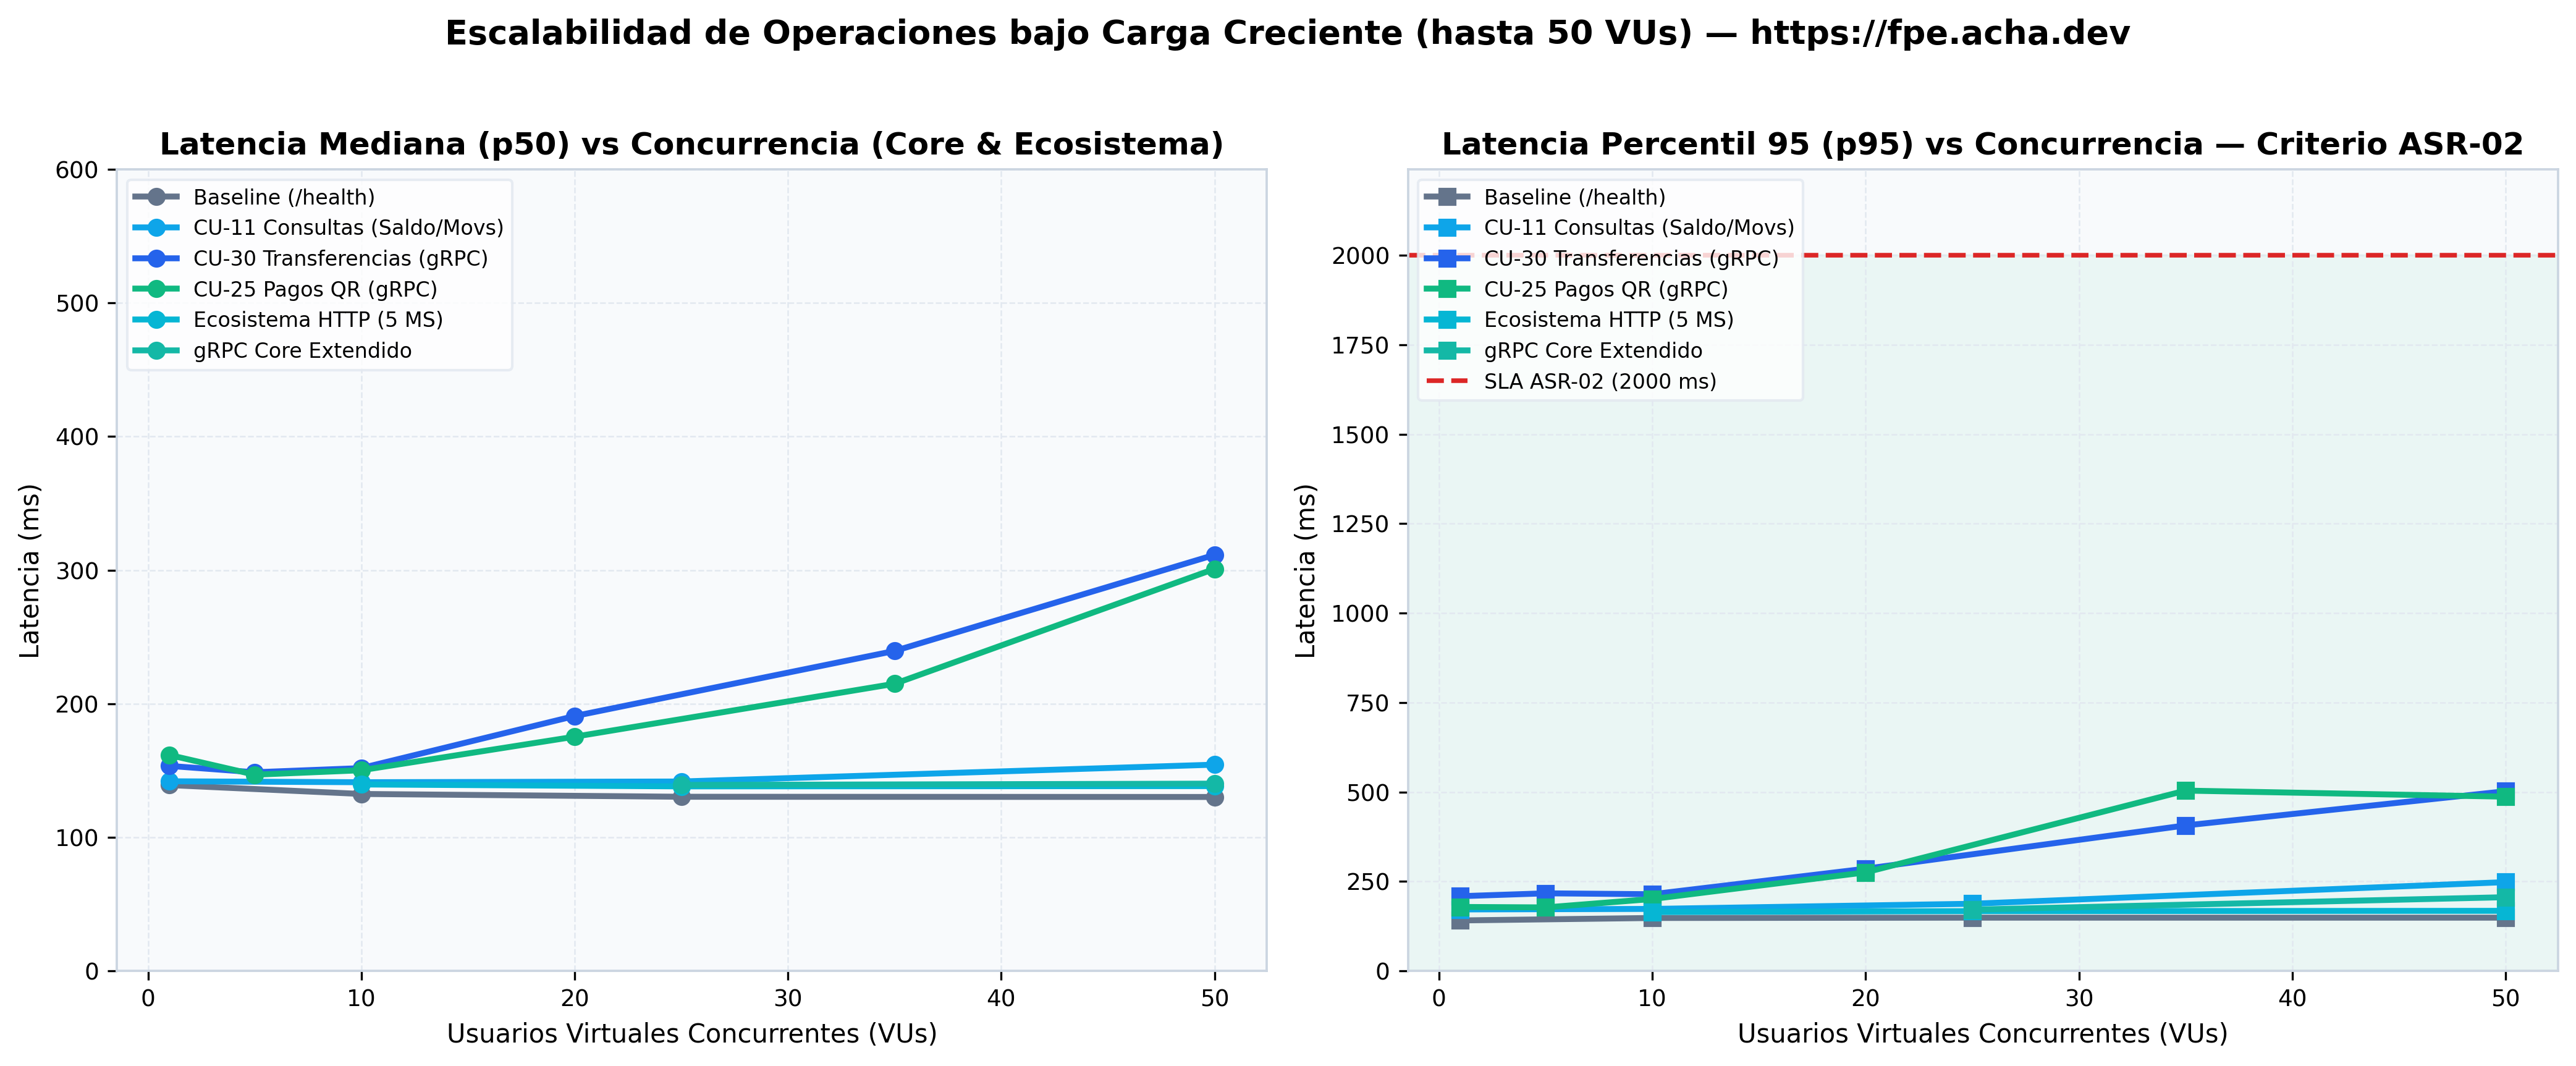 Escalabilidad de Operaciones bajo Carga Creciente (hasta 50 VUs) — https://fpe.acha.dev
Latencia Mediana (p50) vs Concurrencia (Core & Ecosistema)
600
500
400
300
200
100
0
Latencia (ms)
Baseline (/health)
CU-11 Consultas (Saldo/Movs)
CU-30 Transferencias (gRPC)
CU-25 Pagos QR (gRPC)
Ecosistema HTTP (5 MS)
gRPC Core Extendido
0 10 20 30 40 50
Usuarios Virtuales Concurrentes (VUs)
Latencia Percentil 95 (p95) vs Concurrencia — Criterio ASR-02
2000
1750
1500
1250
1000
750
500
250
0
Latencia (ms)
Baseline (/health)
CU-11 Consultas (Saldo/Movs)
CU-30 Transferencias (gRPC)
CU-25 Pagos QR (gRPC)
Ecosistema HTTP (5 MS)
gRPC Core Extendido
SLA ASR-02 (2000 ms)
0 10 20 30 40 50
Usuarios Virtuales Concurrentes (VUs)